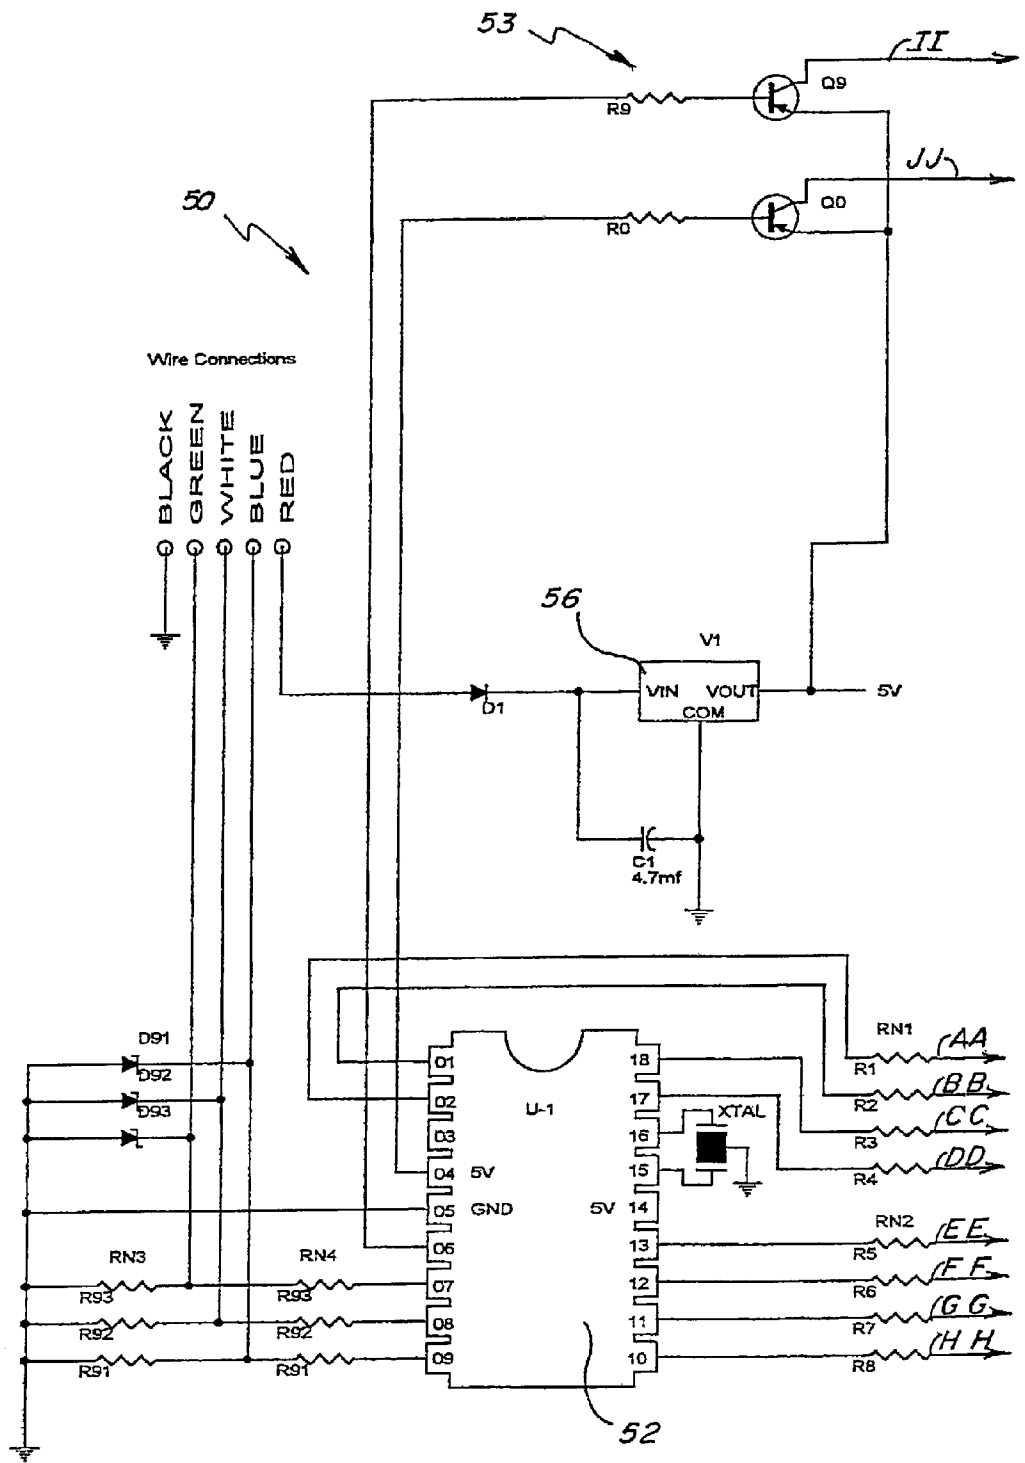 53
II
Q9
R9
JJ
50
Q0
R0
Wire Connections
BLACK
GREEN
WHITE
BLUE
RED
56
V1
VIN VOUT
COM
5V
D1
C1
4.7mf
D91
D92
D93
RN1
AA
R1
BB
R2
CC
R3
DD
R4
01
02
03
04 5V
05 GND
06
07
08
09
U-1
18
17
16
15
5V 14
13
12
11
10
XTAL
RN2
EE
R5
FF
R6
GG
R7
HH
R8
RN3 RN4
R93 R93
R92 R92
R91 R91
52